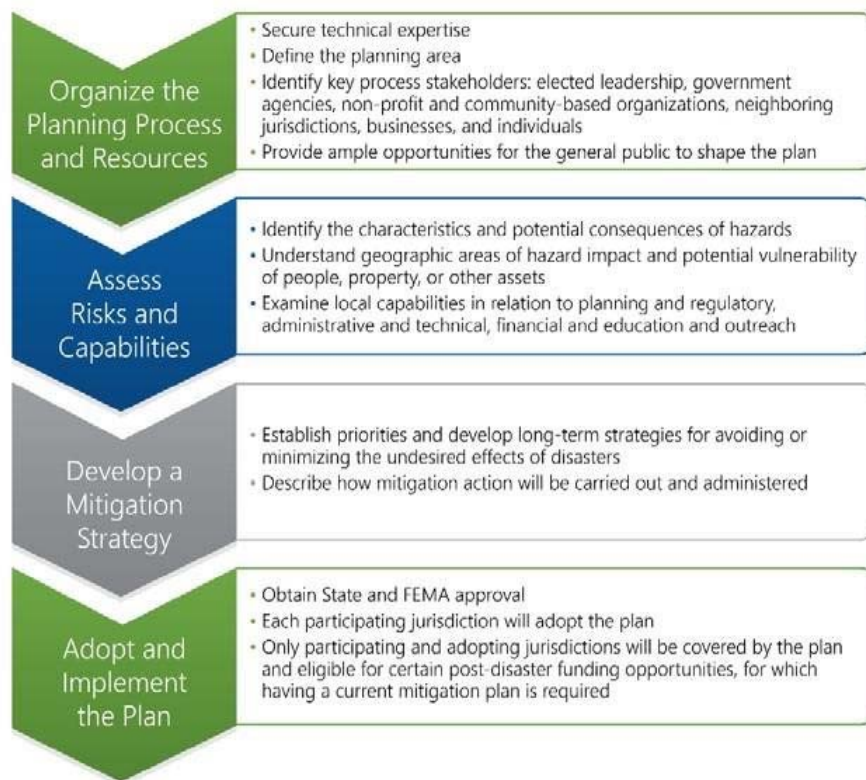 Organize the
Planning Process
and Resources
• Secure technical expertise
• Define the planning area
• Identify key process stakeholders: elected leadership, government
agencies, non-profit and community-based organizations, neighboring
jurisdictions, businesses, and individuals
• Provide ample opportunities for the general public to shape the plan
Assess
Risks and
Capabilities
• Identify the characteristics and potential consequences of hazards
• Understand geographic areas of hazard impact and potential vulnerability
of people, property, or other assets
• Examine local capabilities in relation to planning and regulatory,
administrative and technical, financial and education and outreach
Develop a
Mitigation
Strategy
• Establish priorities and develop long-term strategies for avoiding or
minimizing the undesired effects of disasters
• Describe how mitigation action will be carried out and administered
Adopt and
Implement
the Plan
• Obtain State and FEMA approval
• Each participating jurisdiction will adopt the plan
• Only participating and adopting jurisdictions will be covered by the plan
and eligible for certain post-disaster funding opportunities, for which
having a current mitigation plan is required